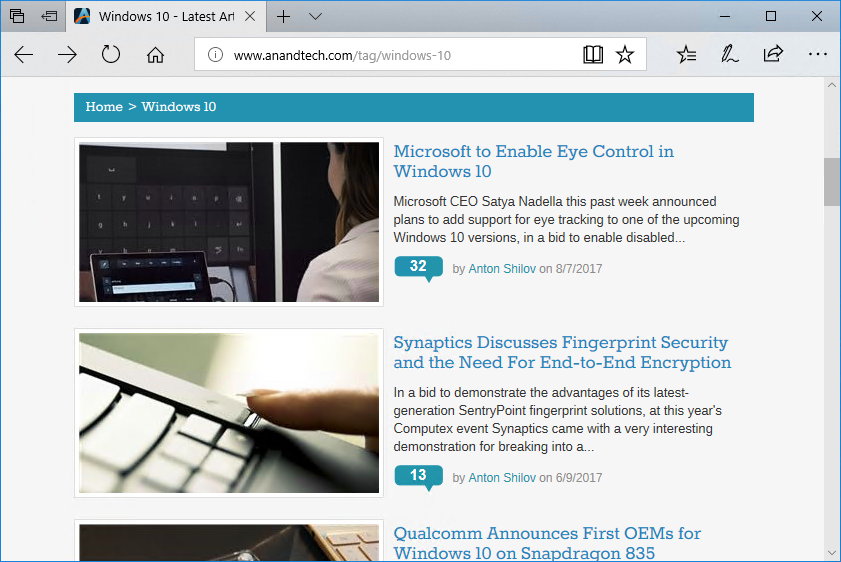 Windows 10 - Latest Art
www.anandtech.com/tag/windows-10
Home > Windows 10
Microsoft to Enable Eye Control in
Windows 10
Microsoft CEO Satya Nadella this past week announced
plans to add support for eye tracking to one of the upcoming
Windows 10 versions, in a bid to enable disabled...
32
by Anton Shilov on 8/7/2017
Synaptics Discusses Fingerprint Security
and the Need For End-to-End Encryption
In a bid to demonstrate the advantages of its latest-
generation SentryPoint fingerprint solutions, at this year's
Computex event Synaptics came with a very interesting
demonstration for breaking into a...
13
by Anton Shilov on 6/9/2017
Qualcomm Announces First OEMs for
Windows 10 on Snapdragon 835